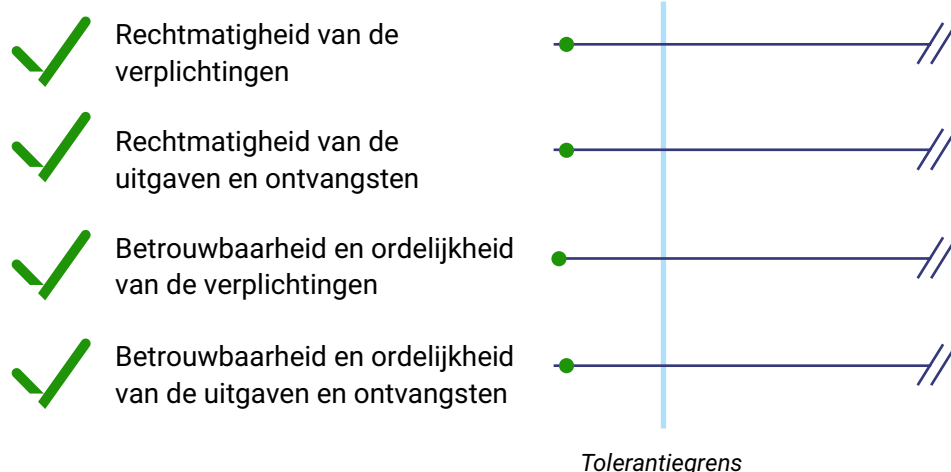 Rechtmatigheid van de
verplichtingen
Rechtmatigheid van de
uitgaven en ontvangsten
Betrouwbaarheid en ordelijkheid
van de verplichtingen
Betrouwbaarheid en ordelijkheid
van de uitgaven en ontvangsten
Tolerantiegrens